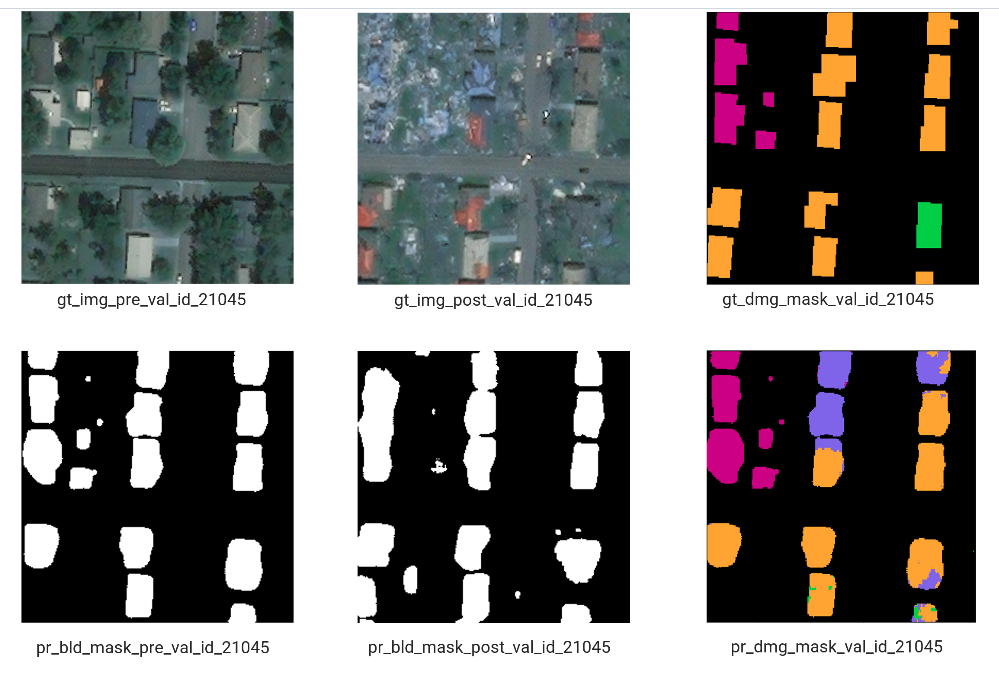 gt_img_pre_val_id_21045
gt_img_post_val_id_21045
gt_dmg_mask_val_id_21045
pr_bld_mask_pre_val_id_21045
pr_bld_mask_post_val_id_21045
pr_dmg_mask_val_id_21045